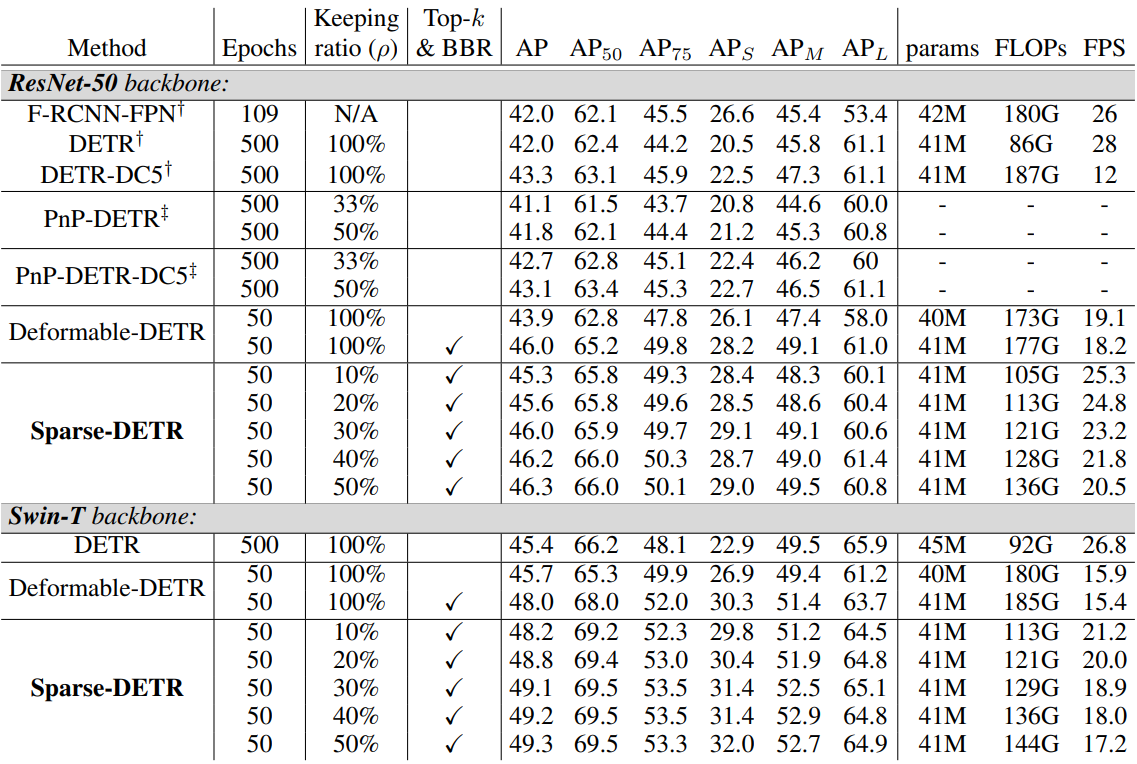 Method Epochs Keeping ratio (ρ) Top-k & BBR AP AP50 AP75 APS APM APL params FLOPs FPS
ResNet-50 backbone:
F-RCNN-FPN† 109 N/A 42.0 62.1 45.5 26.6 45.4 53.4 42M 180G 26
DETR† 500 100% 42.0 62.4 44.2 20.5 45.8 61.1 41M 86G 28
DETR-DC5† 500 100% 43.3 63.1 45.9 22.5 47.3 61.1 41M 187G 12
PnP-DETR‡ 500 33% 41.1 61.5 43.7 20.8 44.6 60.0 - - -
500 50% 41.8 62.1 44.4 21.2 45.3 60.8 - - -
PnP-DETR-DC5‡ 500 33% 42.7 62.8 45.1 22.4 46.2 60 - - -
500 50% 43.1 63.4 45.3 22.7 46.5 61.1 - - -
Deformable-DETR 50 100% 43.9 62.8 47.8 26.1 47.4 58.0 40M 173G 19.1
50 100% ✓ 46.0 65.2 49.8 28.2 49.1 61.0 41M 177G 18.2
Sparse-DETR 50 10% ✓ 45.3 65.8 49.3 28.4 48.3 60.1 41M 105G 25.3
50 20% ✓ 45.6 65.8 49.6 28.5 48.6 60.4 41M 113G 24.8
50 30% ✓ 46.0 65.9 49.7 29.1 49.1 60.6 41M 121G 23.2
50 40% ✓ 46.2 66.0 50.3 28.7 49.0 61.4 41M 128G 21.8
50 50% ✓ 46.3 66.0 50.1 29.0 49.5 60.8 41M 136G 20.5
Swin-T backbone:
DETR 500 100% 45.4 66.2 48.1 22.9 49.5 65.9 45M 92G 26.8
Deformable-DETR 50 100% 45.7 65.3 49.9 26.9 49.4 61.2 40M 180G 15.9
50 100% ✓ 48.0 68.0 52.0 30.3 51.4 63.7 41M 185G 15.4
Sparse-DETR 50 10% ✓ 48.2 69.2 52.3 29.8 51.2 64.5 41M 113G 21.2
50 20% ✓ 48.8 69.4 53.0 30.4 51.9 64.8 41M 121G 20.0
50 30% ✓ 49.1 69.5 53.5 31.4 52.5 65.1 41M 129G 18.9
50 40% ✓ 49.2 69.5 53.5 31.4 52.9 64.8 41M 136G 18.0
50 50% ✓ 49.3 69.5 53.3 32.0 52.7 64.9 41M 144G 17.2